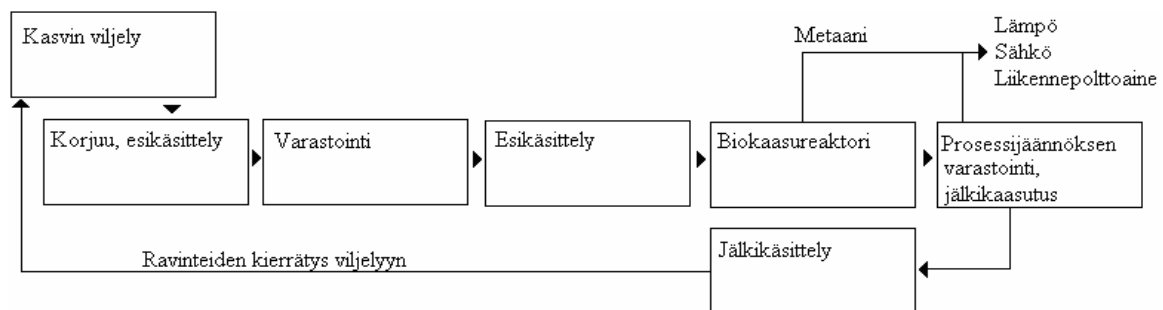 Kasvin viljely
Metaani
Lämpö
Sähkö
Liikennepolttoaine
Korjuu, esikäsittely
Varastointi
Esikäsittely
Biokaasureaktori
Prosessijäännöksen
varastointi,
jälkikaasutus
Jälkikäsittely
Ravinteiden kierrätys viljelyyn